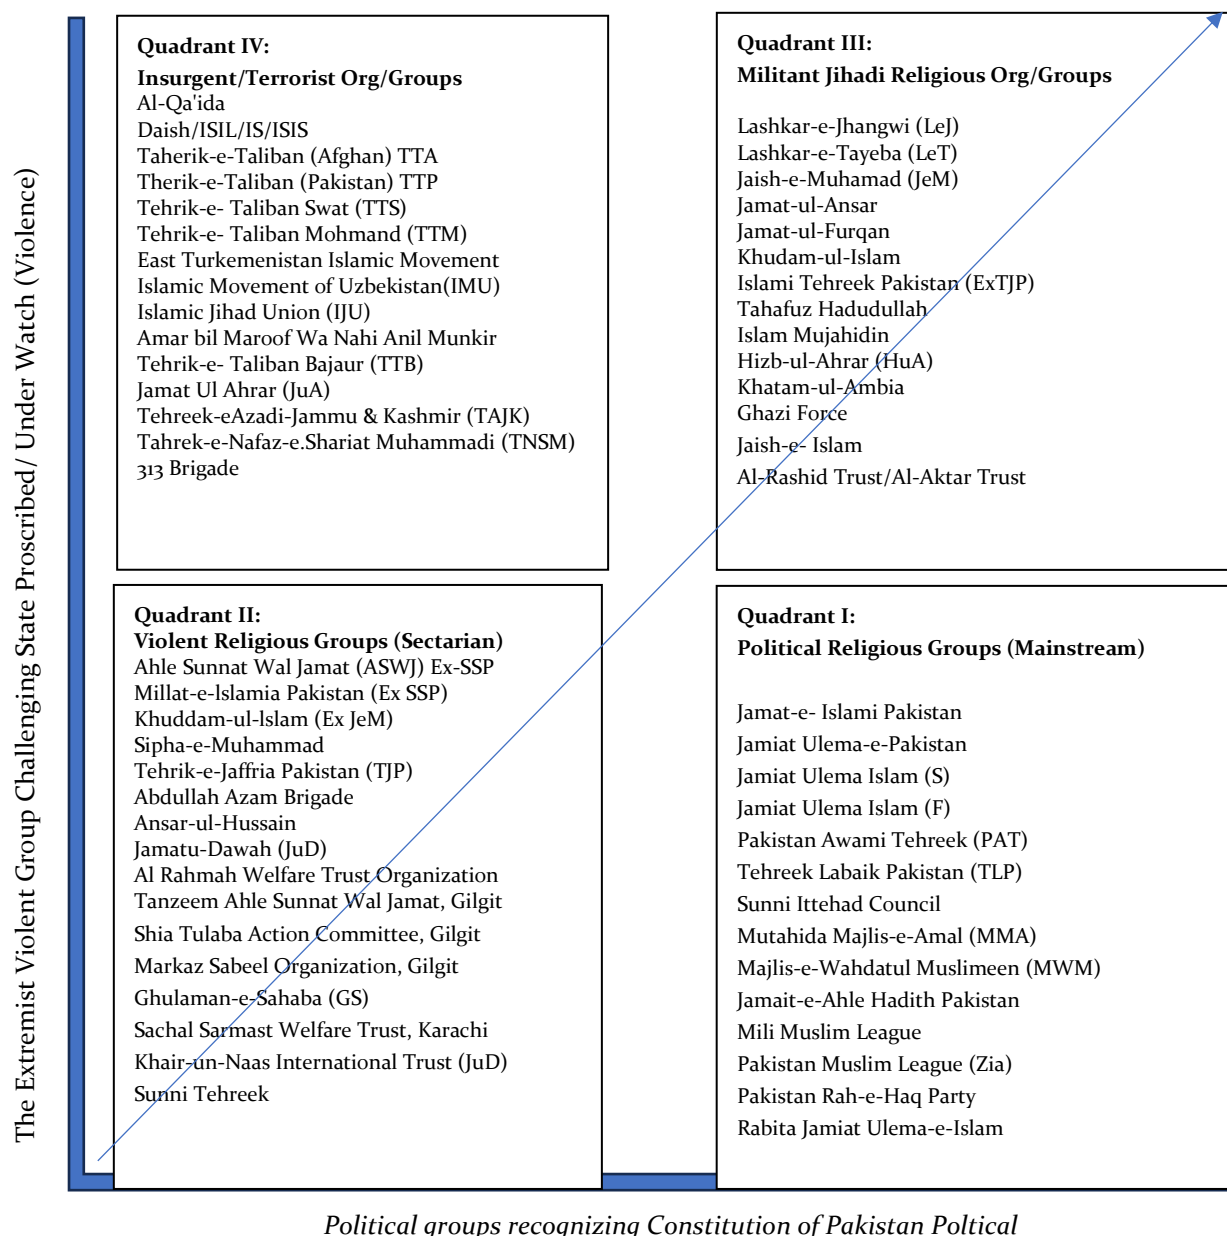 The Extremist Violent Group Challenging State Proscribed/ Under Watch (Violence)
Quadrant IV:
Insurgent/Terrorist Org/Groups
Al-Qa'ida
Daish/ISIL/IS/ISIS
Taherik-e-Taliban (Afghan) TTA
Therik-e-Taliban (Pakistan) TTP
Tehrik-e- Taliban Swat (TTS)
Tehrik-e- Taliban Mohmand (TTM)
East Turkemenistan Islamic Movement
Islamic Movement of Uzbekistan(IMU)
Islamic Jihad Union (IJU)
Amar bil Maroof Wa Nahi Anil Munkir
Tehrik-e- Taliban Bajaur (TTB)
Jamat Ul Ahrar (JuA)
Tehreek-eAzadi-Jammu & Kashmir (TAJK)
Tahrek-e-Nafaz-e.Shariat Muhammadi (TNSM)
313 Brigade
Quadrant III:
Militant Jihadi Religious Org/Groups
Lashkar-e-Jhangwi (LeJ)
Lashkar-e-Tayeba (LeT)
Jaish-e-Muhamad (JeM)
Jamat-ul-Ansar
Jamat-ul-Furqan
Khudam-ul-Islam
Islami Tehreek Pakistan (ExTJP)
Tahafuz Hadudullah
Islam Mujahidin
Hizb-ul-Ahrar (HuA)
Khatam-ul-Ambia
Ghazi Force
Jaish-e- Islam
Al-Rashid Trust/Al-Aktar Trust
Quadrant II:
Violent Religious Groups (Sectarian)
Ahle Sunnat Wal Jamat (ASWJ) Ex-SSP
Millat-e-lslamia Pakistan (Ex SSP)
Khuddam-ul-lslam (Ex JeM)
Sipha-e-Muhammad
Tehrik-e-Jaffria Pakistan (TJP)
Abdullah Azam Brigade
Ansar-ul-Hussain
Jamatu-Dawah (JuD)
Al Rahmah Welfare Trust Organization
Tanzeem Ahle Sunnat Wal Jamat, Gilgit
Shia Tulaba Action Committee, Gilgit
Markaz Sabeel Organization, Gilgit
Ghulaman-e-Sahaba (GS)
Sachal Sarmast Welfare Trust, Karachi
Khair-un-Naas International Trust (JuD)
Sunni Tehreek
Quadrant I:
Political Religious Groups (Mainstream)
Jamat-e- Islami Pakistan
Jamiat Ulema-e-Pakistan
Jamiat Ulema Islam (S)
Jamiat Ulema Islam (F)
Pakistan Awami Tehreek (PAT)
Tehreek Labaik Pakistan (TLP)
Sunni Ittehad Council
Mutahida Majlis-e-Amal (MMA)
Majlis-e-Wahdatul Muslimeen (MWM)
Jamait-e-Ahle Hadith Pakistan
Mili Muslim League
Pakistan Muslim League (Zia)
Pakistan Rah-e-Haq Party
Rabita Jamiat Ulema-e-Islam
Political groups recognizing Constitution of Pakistan Poltical